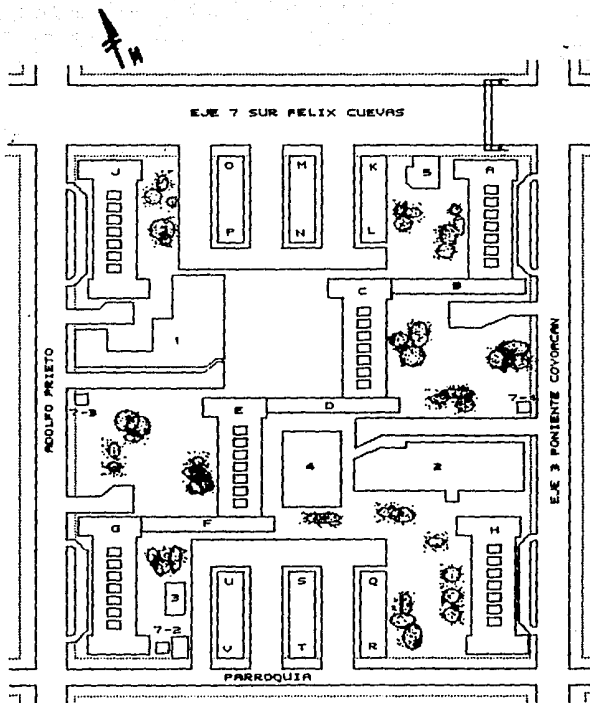 N
EJE 7 SUR FELIX CUEVAS
J
O
M
K
5
A
P
N
L
C
B
1
ADOLFO PRIETO
EJE 3 PONIENTE COYOACAN
7-3
7-1
E
D
4
2
G
F
H
3
U
S
Q
7-2
V
T
R
PARROQUIA